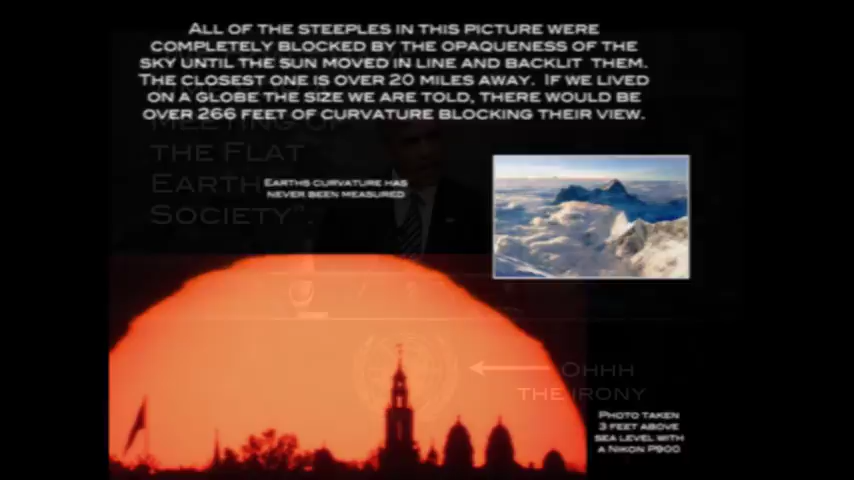 All of the steeples in this picture were
completely blocked by the opaqueness of the
sky until the sun moved in line and backlit them.
The closest one is over 20 miles away. If we lived
on a globe the size we are told, there would be
over 266 feet of curvature blocking their view.
meeting of
the Flat
Earth
Society".
Earths curvature has
never been measured
Ohhh
the irony
Photo taken
3 feet above
sea level with
a Nikon P900